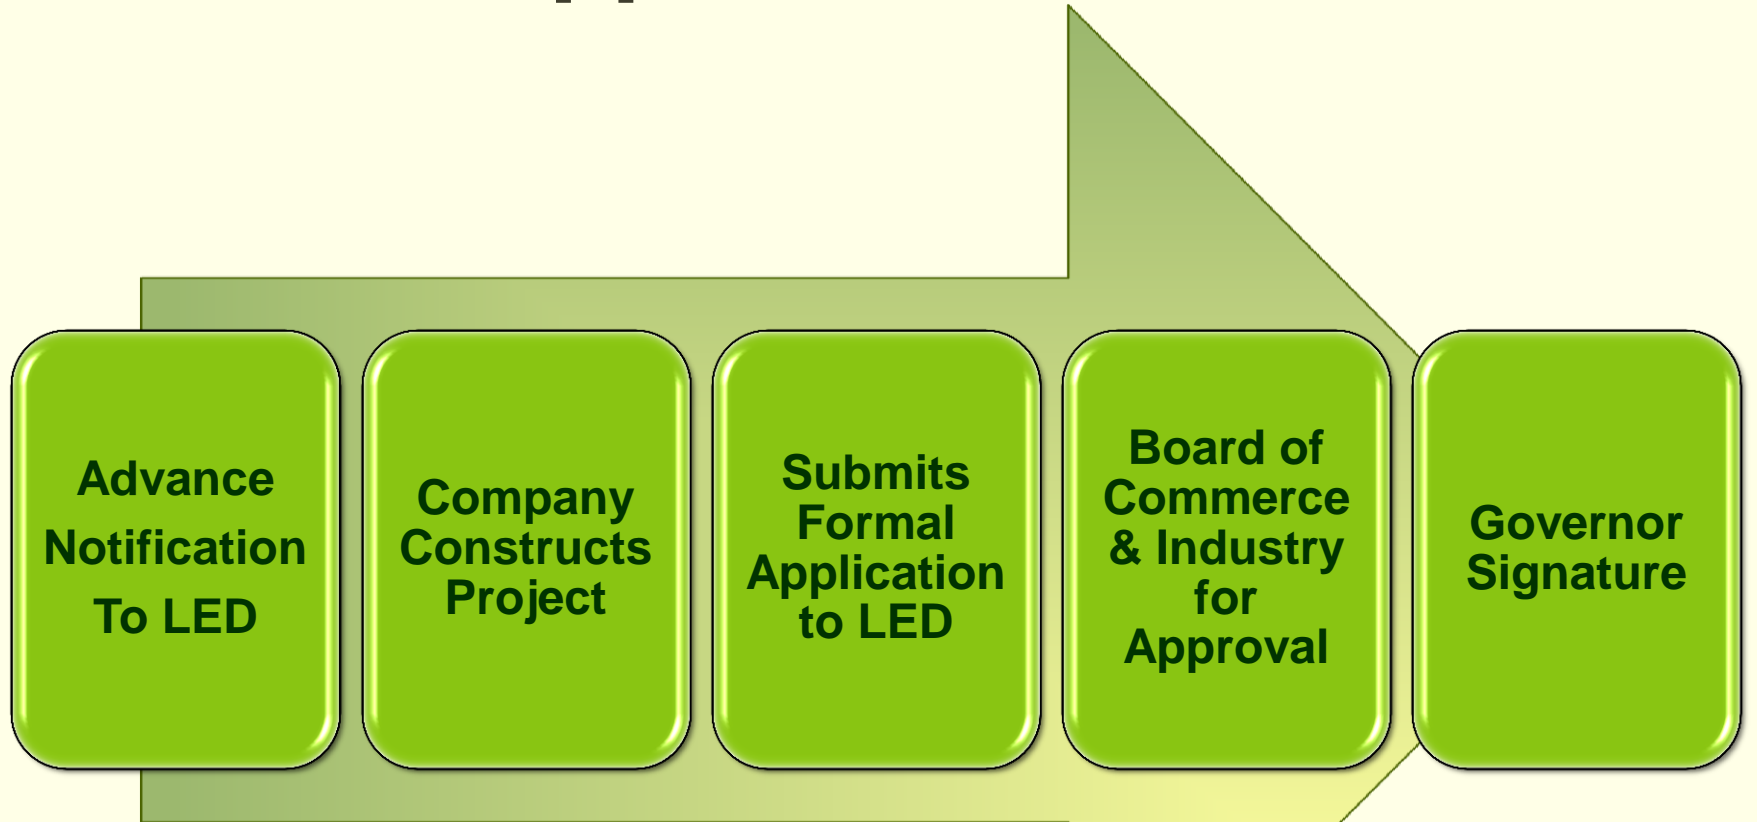 Advance
Notification
To LED
Company
Constructs
Project
Submits
Formal
Application
to LED
Board of
Commerce
& Industry
for
Approval
Governor
Signature